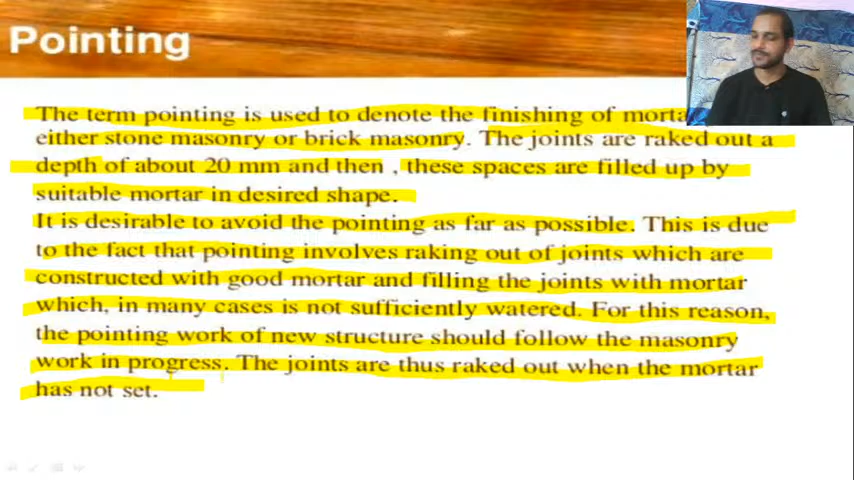 Pointing
The term pointing is used to denote the finishing of
either stone masonry or brick masonry. The joints are raked out a
depth of about 20 mm and then , these spaces are filled up by
suitable mortar in desired shape.
It is desirable to avoid the pointing as far as possible. This is due
to the fact that pointing involves raking out of joints which are
constructed with good mortar and filling the joints with mortar
which, in many cases is not sufficiently watered. For this reason,
the pointing work of new structure should follow the masonry
work in progress. The joints are thus raked out when the mortar
has not set.